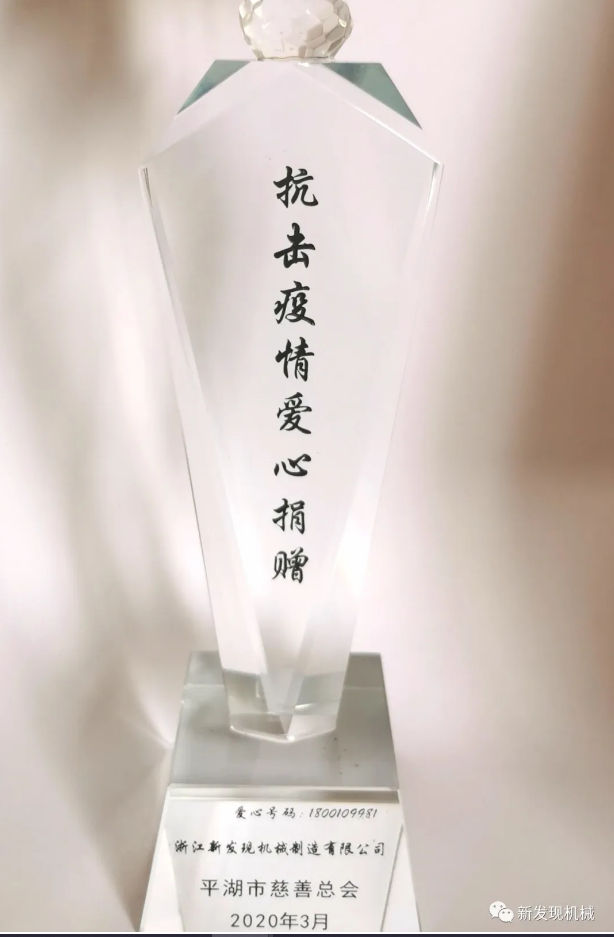 抗击疫情爱心捐赠
爱心号码:1800109981
浙江新发现机械制造有限公司
平湖市慈善总会
2020年3月
新发现机械